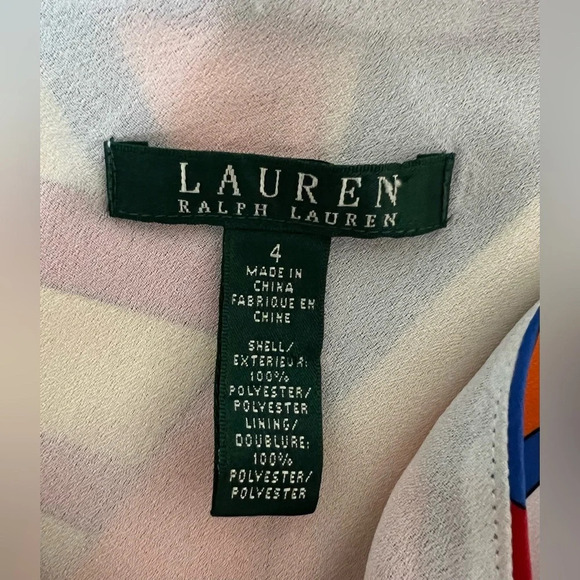 LAUREN
RALPH LAUREN
4
MADE IN
CHINA
FABRIQUE EN
CHINE
SHELL/
EXTERIEUR:
100%
POLYESTER/
POLYESTER
LINING/
DOUBLURE:
100%
POLYESTER/
POLYESTER